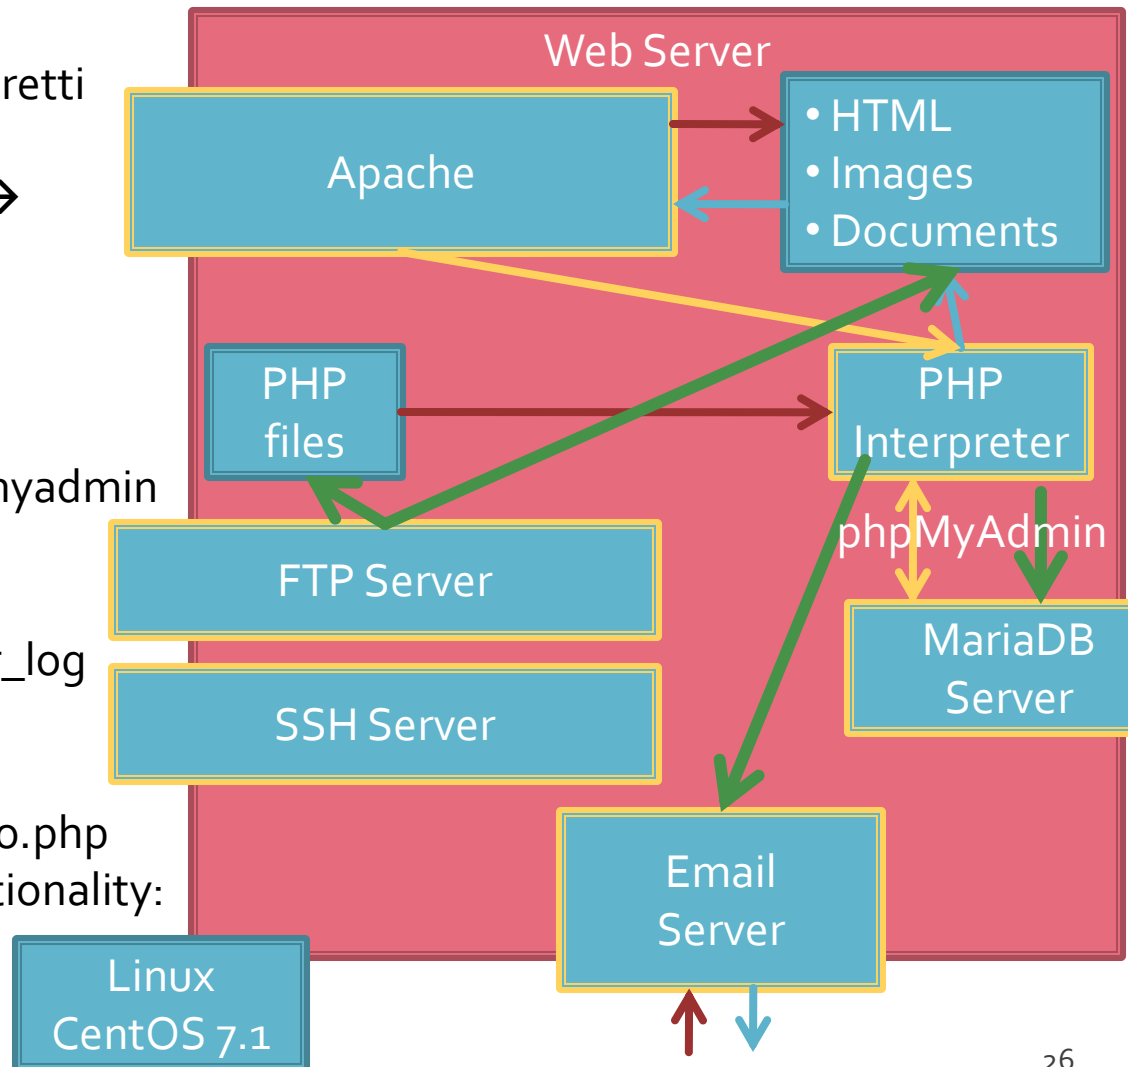 Web Server
retti
Apache
• HTML
• Images
• Documents
PHP
files
PHP
Interpreter
nyadmin
phpMyAdmin
FTP Server
MariaDB
Server
_log
SSH Server
o.php
tionality:
Email
Server
Linux
CentOS 7.1
26